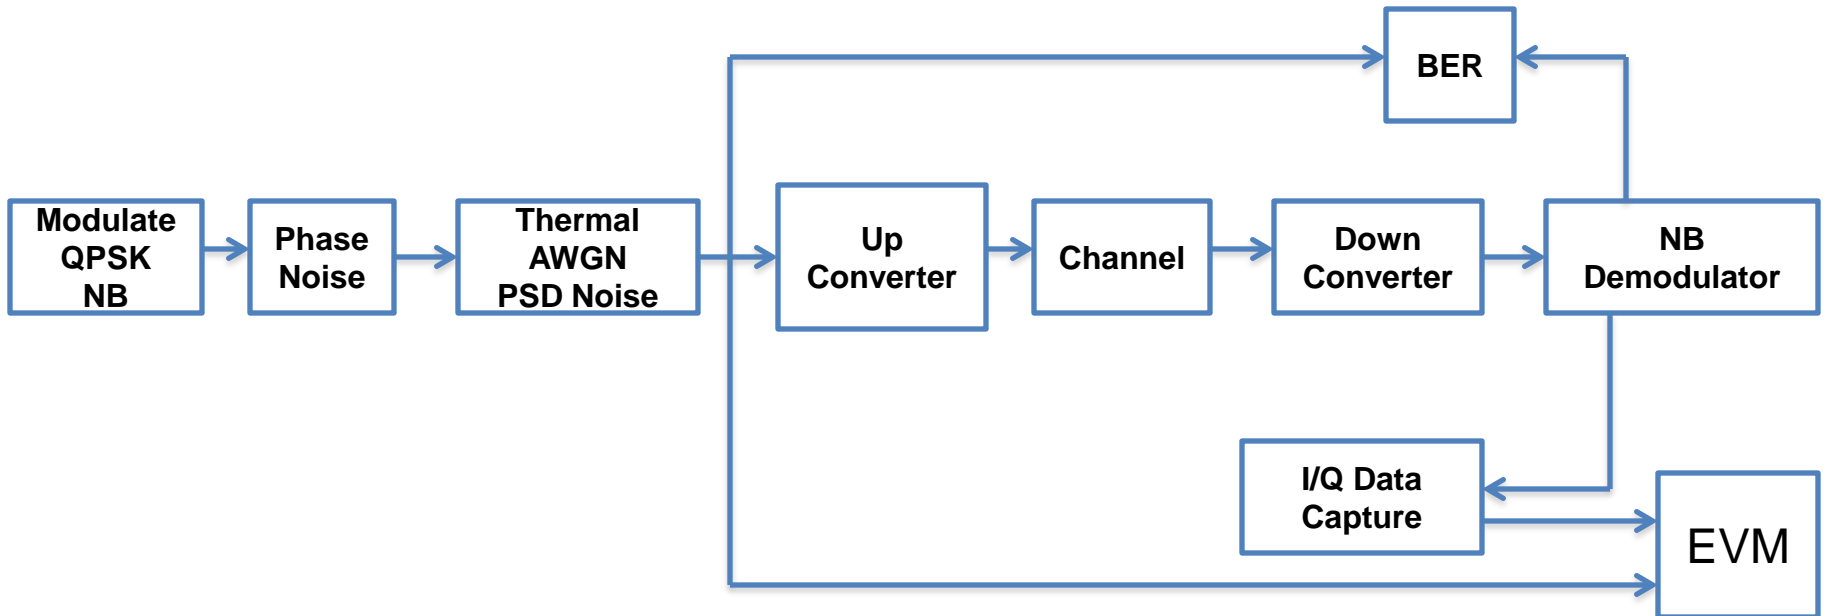 BER
Modulate
QPSK
NB
Phase
Noise
Thermal
AWGN
PSD Noise
Up
Converter
Channel
Down
Converter
NB
Demodulator
I/Q Data
Capture
EVM